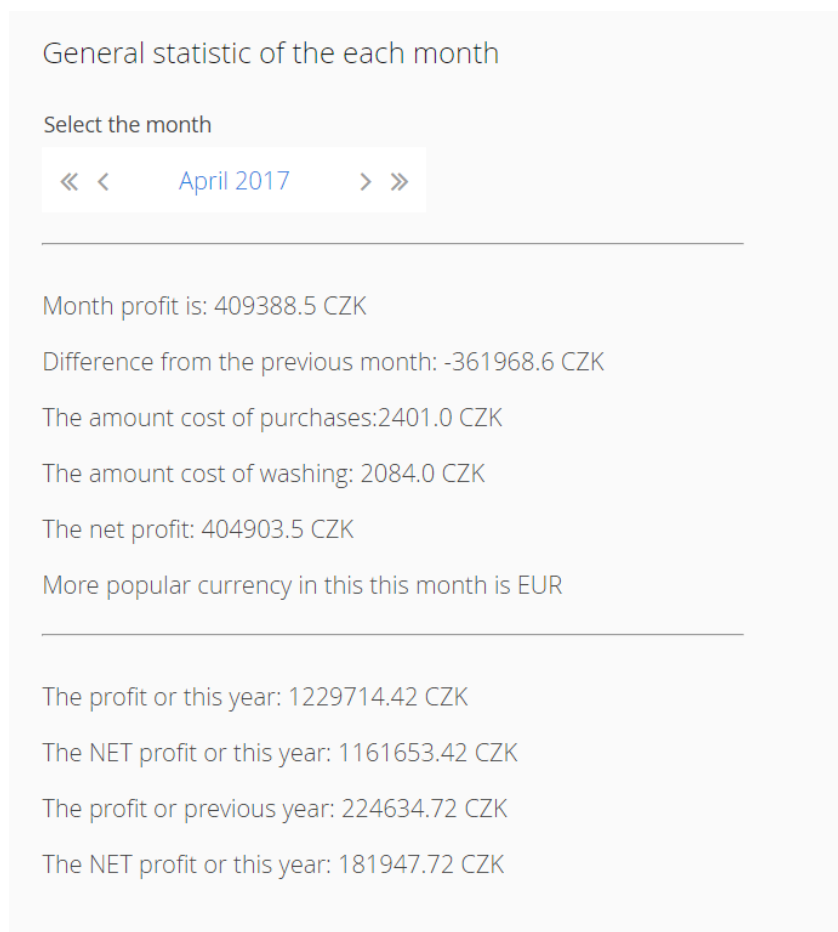 General statistic of the each month
Select the month
« < April 2017 > »
Month profit is: 409388.5 CZK
Difference from the previous month: -361968.6 CZK
The amount cost of purchases:2401.0 CZK
The amount cost of washing: 2084.0 CZK
The net profit: 404903.5 CZK
More popular currency in this this month is EUR
The profit or this year: 1229714.42 CZK
The NET profit or this year: 1161653.42 CZK
The profit or previous year: 224634.72 CZK
The NET profit or this year: 181947.72 CZK